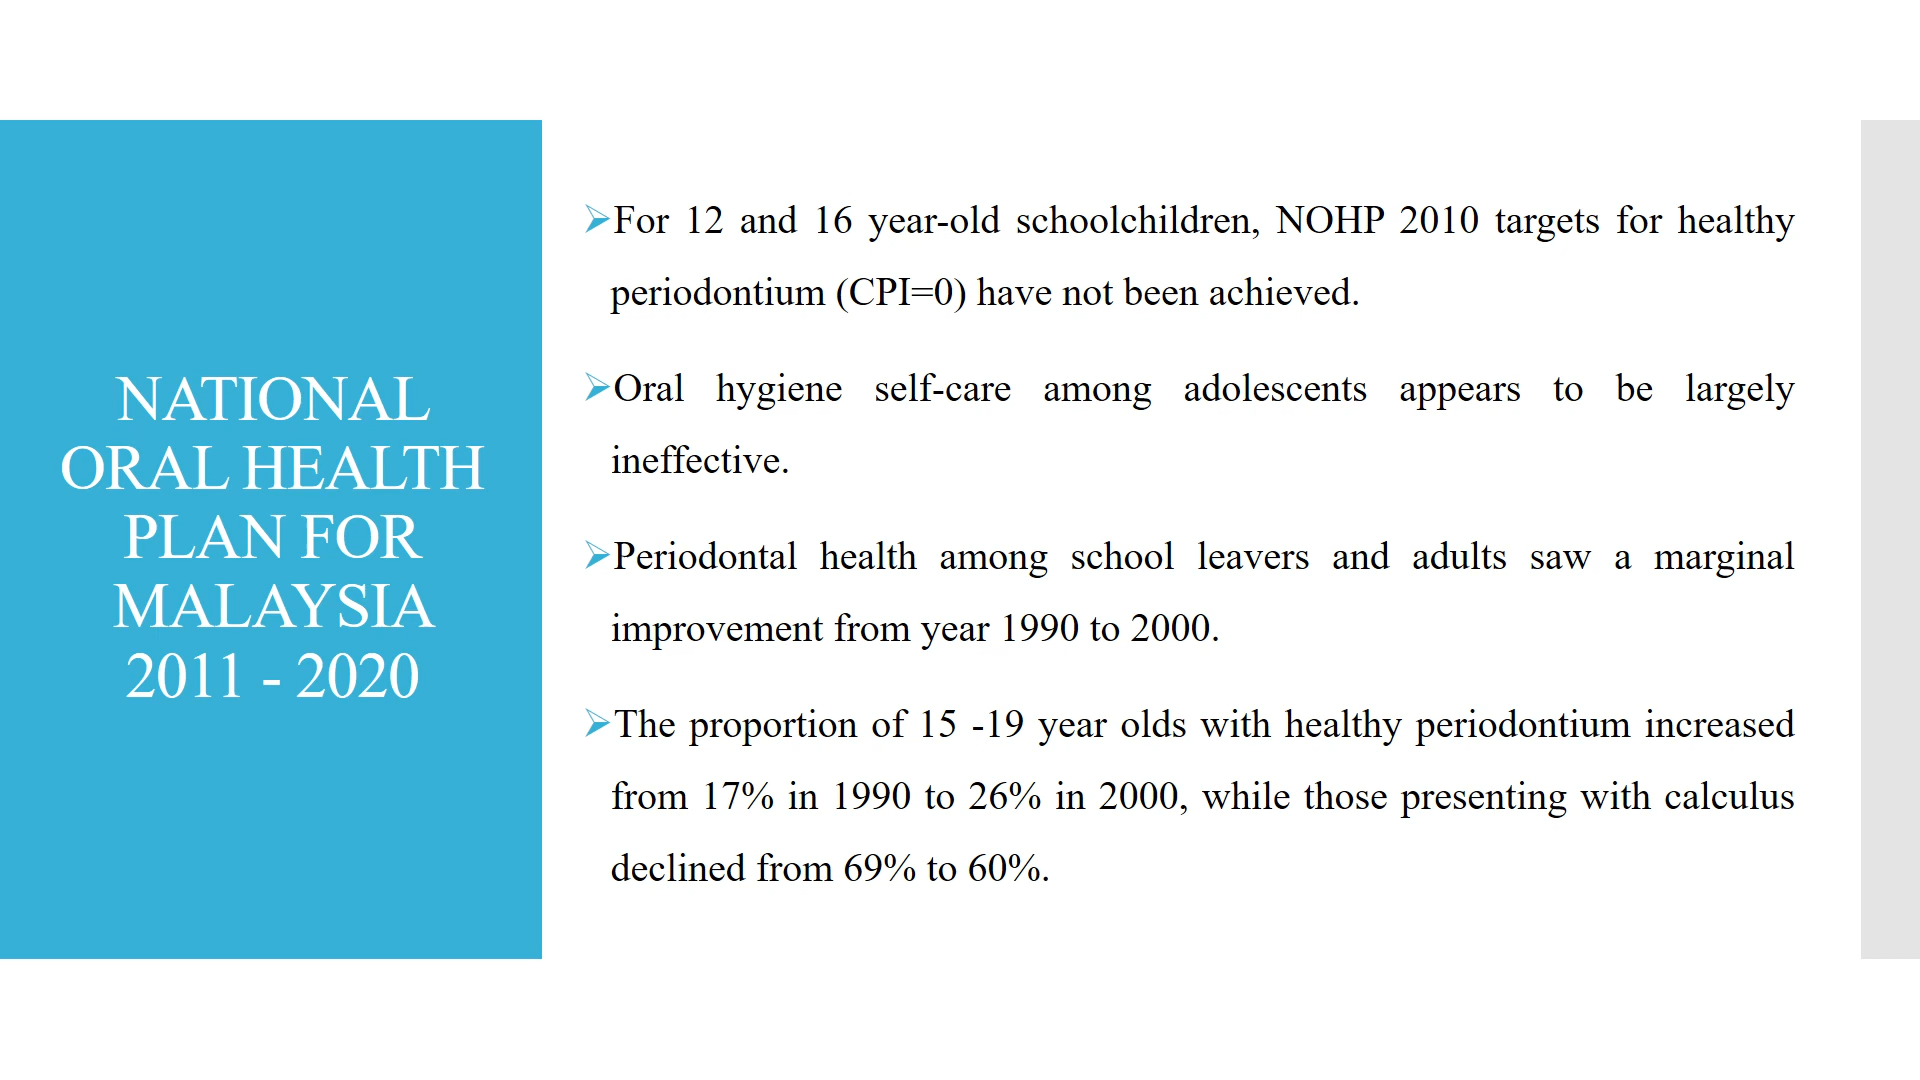 NATIONAL
ORAL HEALTH
PLAN FOR
MALAYSIA
2011 - 2020
➢For 12 and 16 year-old schoolchildren, NOHP 2010 targets for healthy
periodontium (CPI=0) have not been achieved.
➢Oral hygiene self-care among adolescents appears to be largely
ineffective.
➢Periodontal health among school leavers and adults saw a marginal
improvement from year 1990 to 2000.
➢The proportion of 15 -19 year olds with healthy periodontium increased
from 17% in 1990 to 26% in 2000, while those presenting with calculus
declined from 69% to 60%.